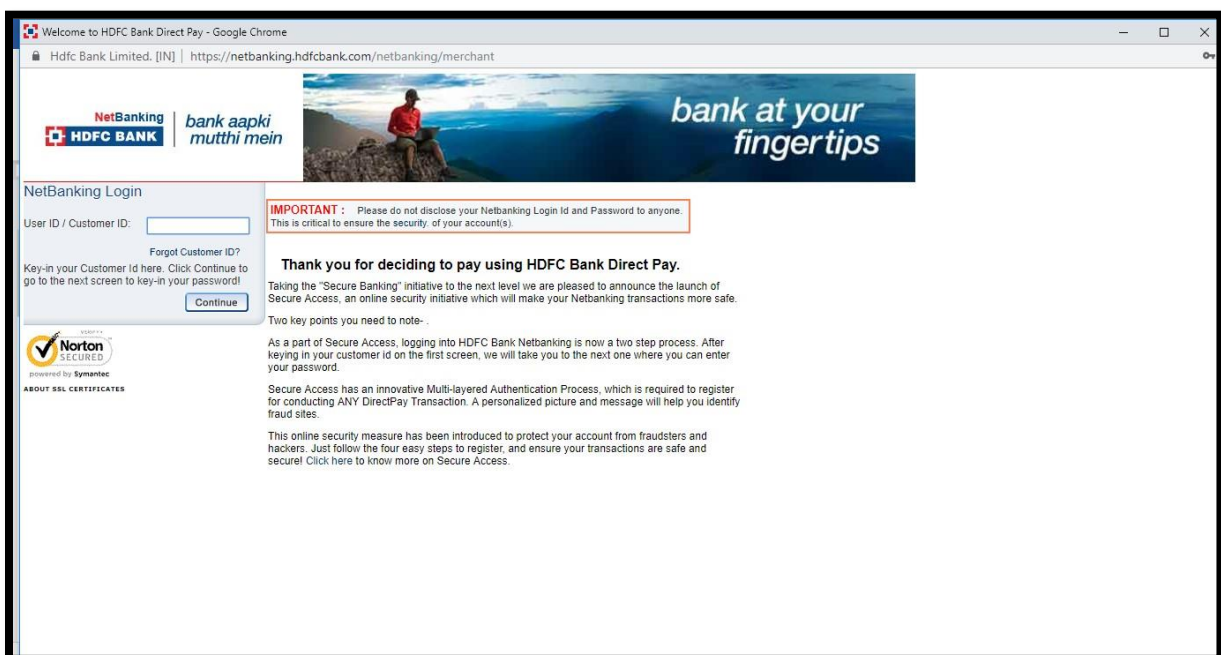 Welcome to HDFC Bank Direct Pay - Google Chrome
Hdfc Bank Limited. [IN] | https://netbanking.hdfcbank.com/netbanking/merchant
NetBanking
HDFC BANK
bank aapki
mutthi mein
bank at your
fingertips
NetBanking Login
User ID / Customer ID:
Forgot Customer ID?
Key-in your Customer Id here. Click Continue to
go to the next screen to key-in your password!
Continue
Norton
SECURED
powered by Symantec
ABOUT SSL CERTIFICATES
IMPORTANT : Please do not disclose your Netbanking Login Id and Password to anyone.
This is critical to ensure the security. of your account(s).
Thank you for deciding to pay using HDFC Bank Direct Pay.
Taking the "Secure Banking" initiative to the next level we are pleased to announce the launch of
Secure Access, an online security initiative which will make your Netbanking transactions more safe.
Two key points you need to note- .
As a part of Secure Access, logging into HDFC Bank Netbanking is now a two step process. After
keying in your customer id on the first screen, we will take you to the next one where you can enter
your password.
Secure Access has an innovative Multi-layered Authentication Process, which is required to register
for conducting ANY DirectPay Transaction. A personalized picture and message will help you identify
fraud sites.
This online security measure has been introduced to protect your account from fraudsters and
hackers. Just follow the four easy steps to register, and ensure your transactions are safe and
secure! Click here to know more on Secure Access.